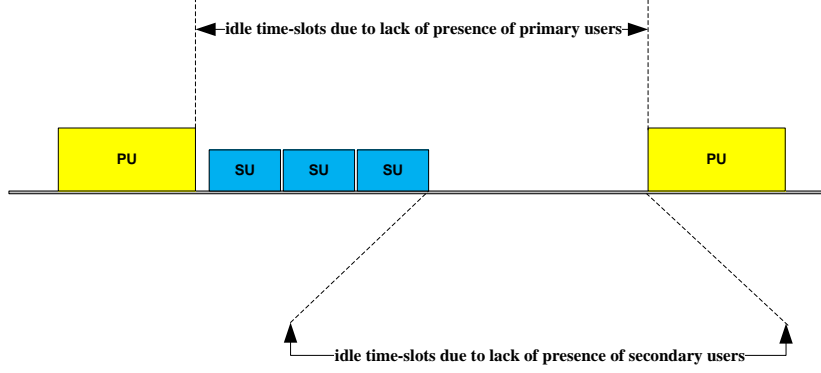 idle time-slots due to lack of presence of primary users
PU
SU
SU
SU
PU
idle time-slots due to lack of presence of secondary users